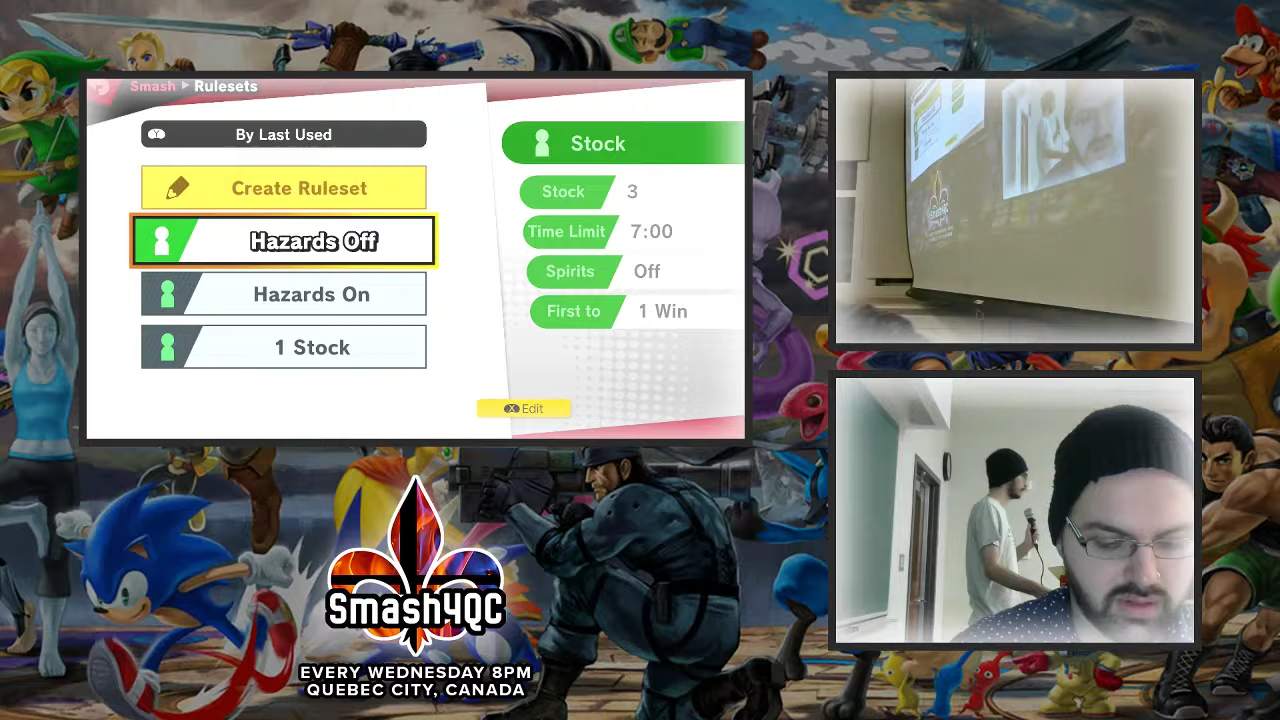 Smash ▸ Rulesets
By Last Used
Create Ruleset
Hazards Off
Hazards On
1 Stock
Stock
Stock 3
Time Limit 7:00
Spirits Off
First to 1 Win
X Edit
Smash4QC
EVERY WEDNESDAY 8PM
QUEBEC CITY, CANADA